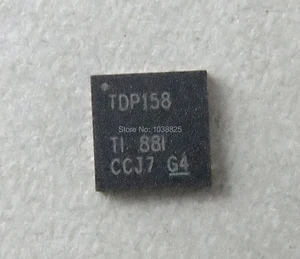 TDP158
Store No: 1038825
TI 88I
CCJ7 G4